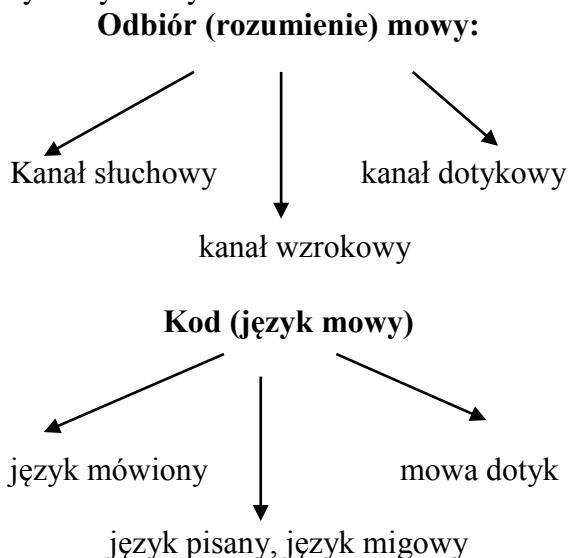 Odbiór (rozumienie) mowy:
Kanał słuchowy kanał dotykowy
kanał wzrokowy
Kod (język mowy)
język mówiony mowa dotyk
język pisany, język migowy